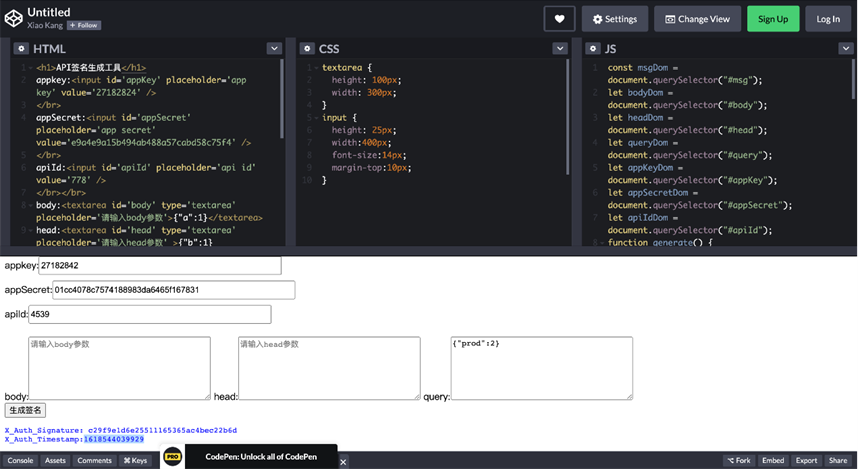 Untitled
Xiao Kang + Follow
Settings
Change View
Sign Up
Log In
HTML
1 <h1>API签名生成工具</h1>
2 appkey:<input id='appKey' placeholder='app
key' value='27182824' />
3 </br>
4 appSecret:<input id='appSecret'
placeholder='app secret'
value='e9a4e9a15b494ab488a57cabd58c75f4' />
5 </br>
6 apiId:<input id='apiId' placeholder='api id'
value='778' />
7 </br></br>
8 body:<textarea id='body' type='textarea'
placeholder='请输入body参数'>{"a":1}</textarea>
9 head:<textarea id='head' type='textarea'
placeholder='请输入head参数' >{"b":1}
CSS
1 textarea {
2 height: 100px;
3 width: 300px;
4 }
5 input {
6 height: 25px;
7 width:400px;
8 font-size:14px;
9 margin-top:10px;
10 }
JS
1 const msgDom =
document.querySelector("#msg");
2 let bodyDom =
document.querySelector("#body");
3 let headDom =
document.querySelector("#head");
4 let queryDom =
document.querySelector("#query");
5 let appKeyDom =
document.querySelector("#appKey");
6 let appSecretDom =
document.querySelector("#appSecret");
7 let apiIdDom =
document.querySelector("#apiId");
8 function generate() {
appkey:27182842
appSecret:01cc4078c7574188983da6465f167831
apiId:4539
body:请输入body参数
head:请输入head参数
query:{"prod":2}
生成签名
X_Auth_Signature: c29f9e1d6e25511165365ac4bec22b6d
X_Auth_Timestamp:1618544039929
Console
Assets
Comments
⌘ Keys
PRO
CodePen: Unlock all of CodePen
X
Fork
Embed
Export
Share